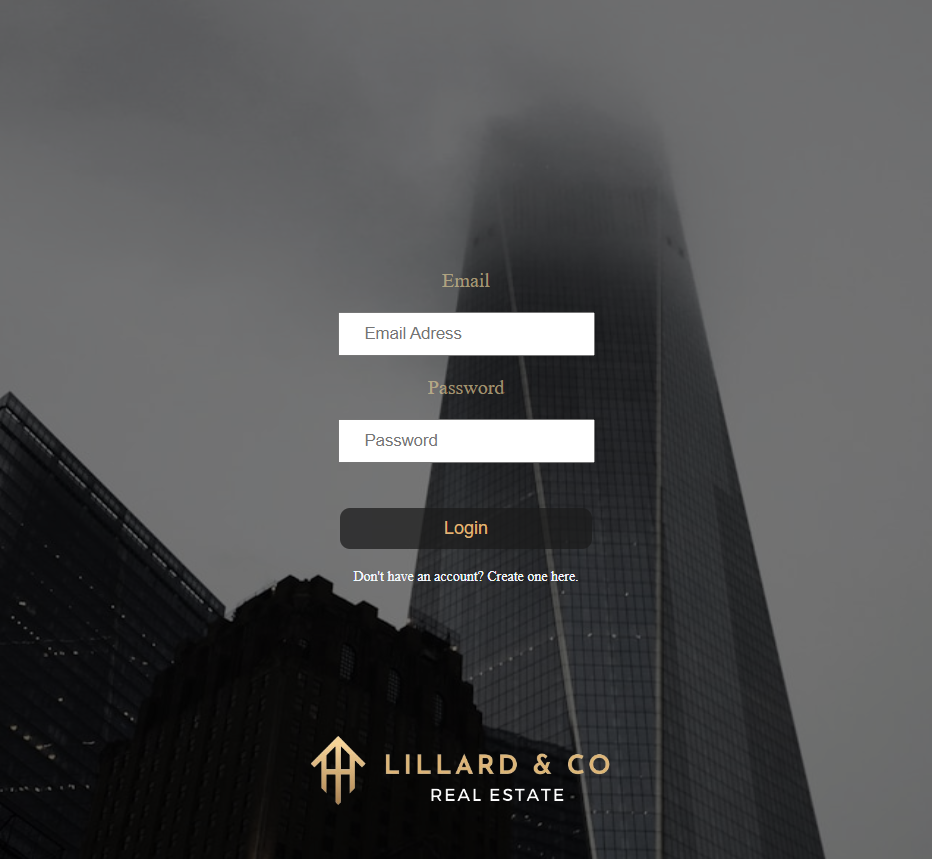 Email
Email Adress
Password
Password
Login
Don't have an account? Create one here.
LILLARD & CO
REAL ESTATE